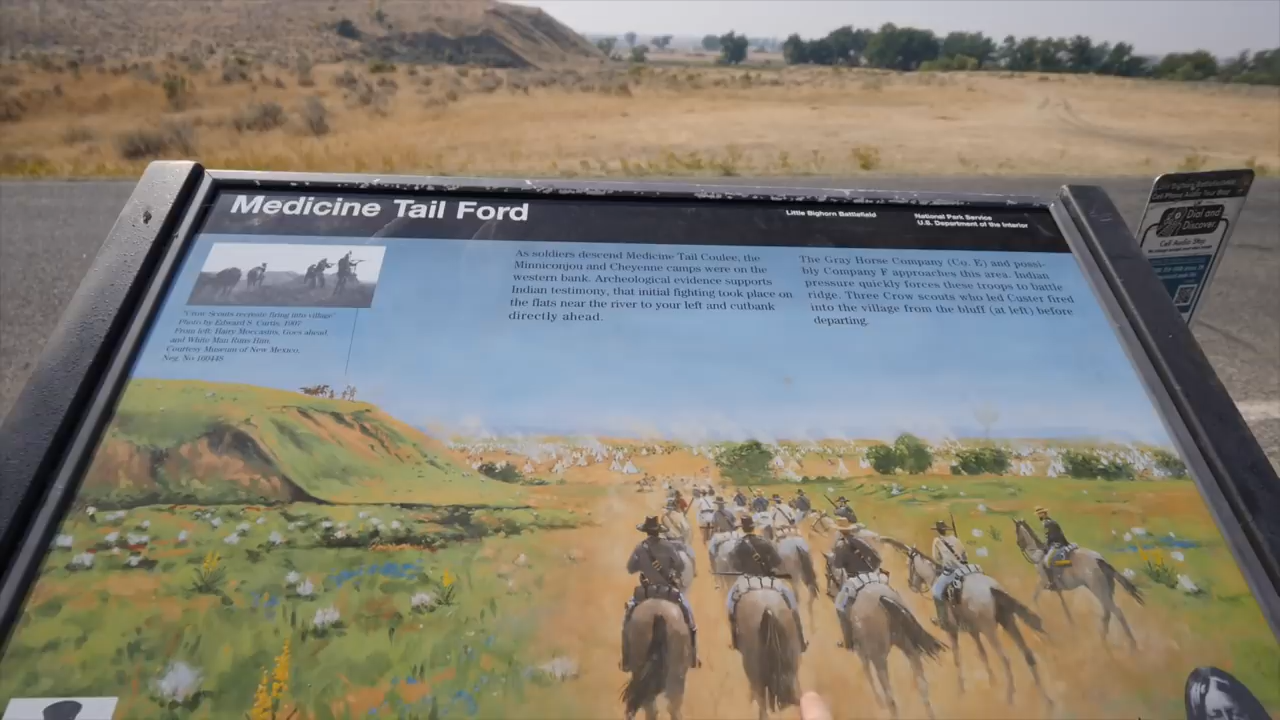 Medicine Tail Ford
Little Bighorn Battlefield
National Park Service
U.S. Department of the Interior
"Crow Scouts recreate firing into village"
Photo by Edward S. Curtis, 1907
From left: Hairy Moccasins, Goes ahead,
and White Man Runs Him.
Courtesy Museum of New Mexico,
Neg. No 160448
As soldiers descend Medicine Tail Coulee, the
Minniconjou and Cheyenne camps were on the
western bank. Archeological evidence supports
Indian testimony, that initial fighting took place on
the flats near the river to your left and cutbank
directly ahead.
The Gray Horse Company (Co. E) and possi-
bly Company F approaches this area. Indian
pressure quickly forces these troops to battle
ridge. Three Crow scouts who led Custer fired
into the village from the bluff (at left) before
departing.
Dial and
Discover
Cell Audio Stop